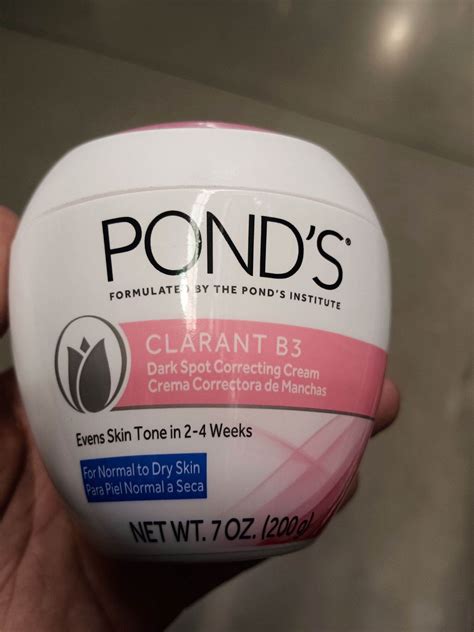 POND'S®
FORMULATED BY THE POND'S INSTITUTE
CLARANT B3
Dark Spot Correcting Cream
Crema Correctora de Manchas
Evens Skin Tone in 2-4 Weeks
For Normal to Dry Skin
Para Piel Normal a Seca
NET WT. 7 OZ. (200g)